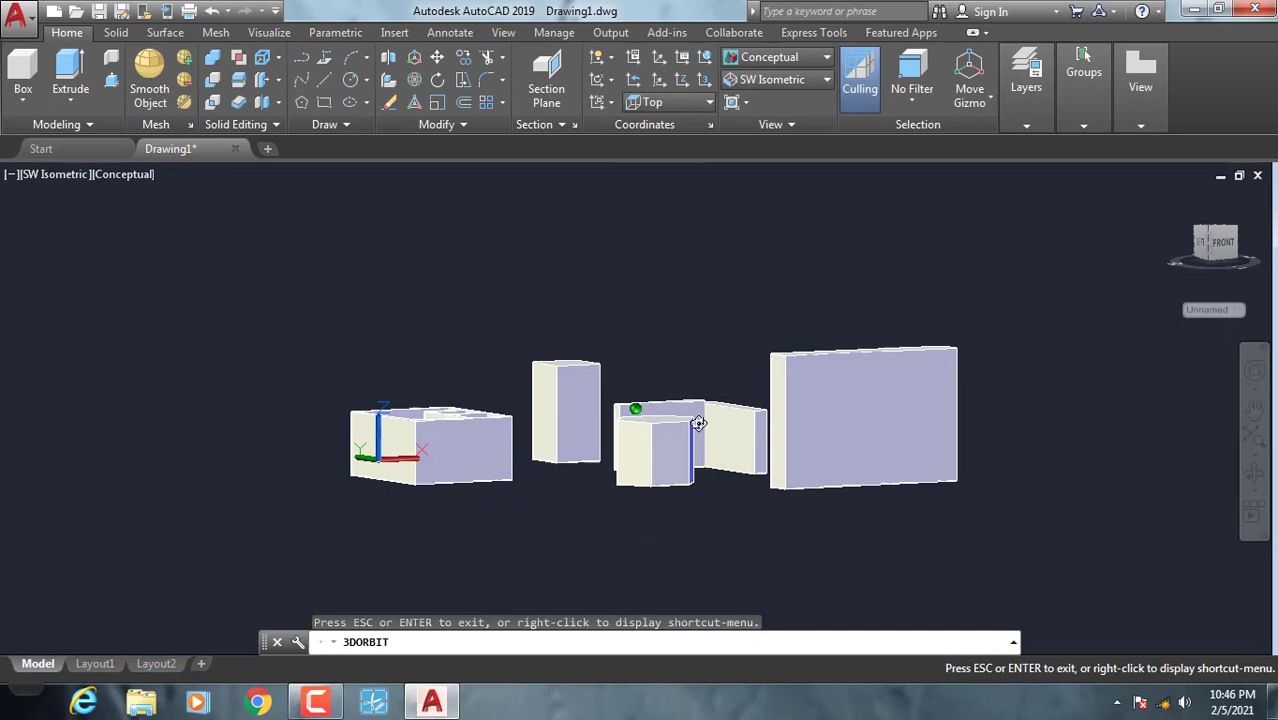 Autodesk AutoCAD 2019 Drawing1.dwg
Type a keyword or phrase
Sign In
Home Solid Surface Mesh Visualize Parametric Insert Annotate View Manage Output Add-ins Collaborate Express Tools Featured Apps
Box
Extrude
Smooth Object
Section Plane
Conceptual
SW Isometric
Top
Culling
No Filter
Move Gizmo
Layers
Groups
View
Modeling
Mesh
Solid Editing
Draw
Modify
Section
Coordinates
View
Selection
Start
Drawing1*
[−][SW Isometric][Conceptual]
FRONT
Unnamed
Z
Y
X
Press ESC or ENTER to exit, or right-click to display shortcut-menu.
3DORBIT
Model
Layout1
Layout2
Press ESC or ENTER to exit, or right-click to display shortcut-menu.
10:46 PM
2/5/2021